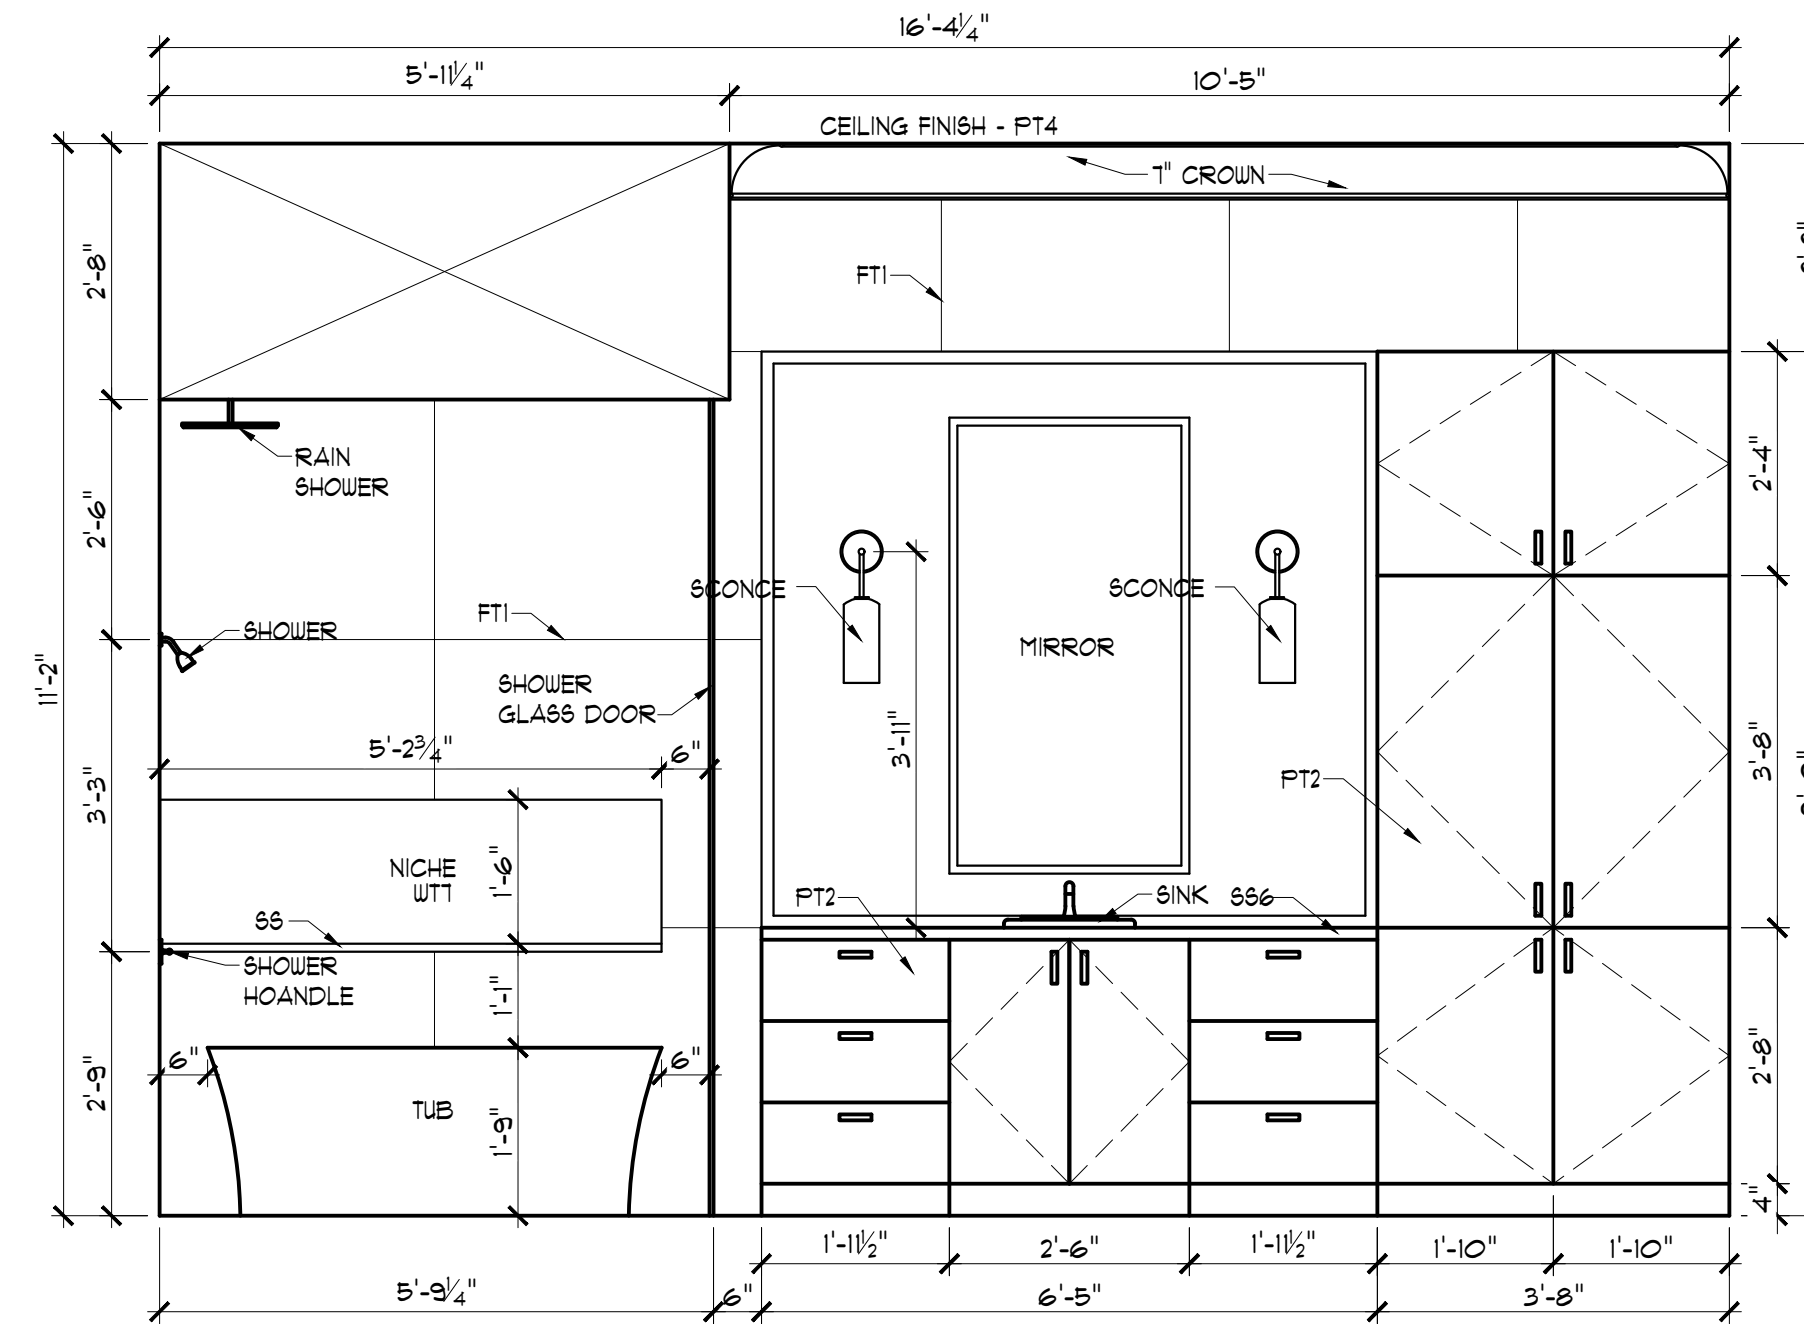 16'-4¼"
5'-11¼"
10'-5"
CEILING FINISH - PT4
7" CROWN
2'-8"
FT1
RAIN
SHOWER
2'-6"
2'-4"
SCONCE
SCONCE
FT1
SHOWER
MIRROR
11'-2"
SHOWER
GLASS DOOR
5'-2¾"
6"
3'-11"
3'-8"
PT2
3'-3"
NICHE
WT7
1'-6"
PT2
SINK
SS6
SS
SHOWER
HOANDLE
1'-1"
6"
6"
2'-9"
TUB
1'-9"
2'-8"
4"
1'-11½"
2'-6"
1'-11½"
1'-10"
1'-10"
5'-9¼"
6"
6'-5"
3'-8"